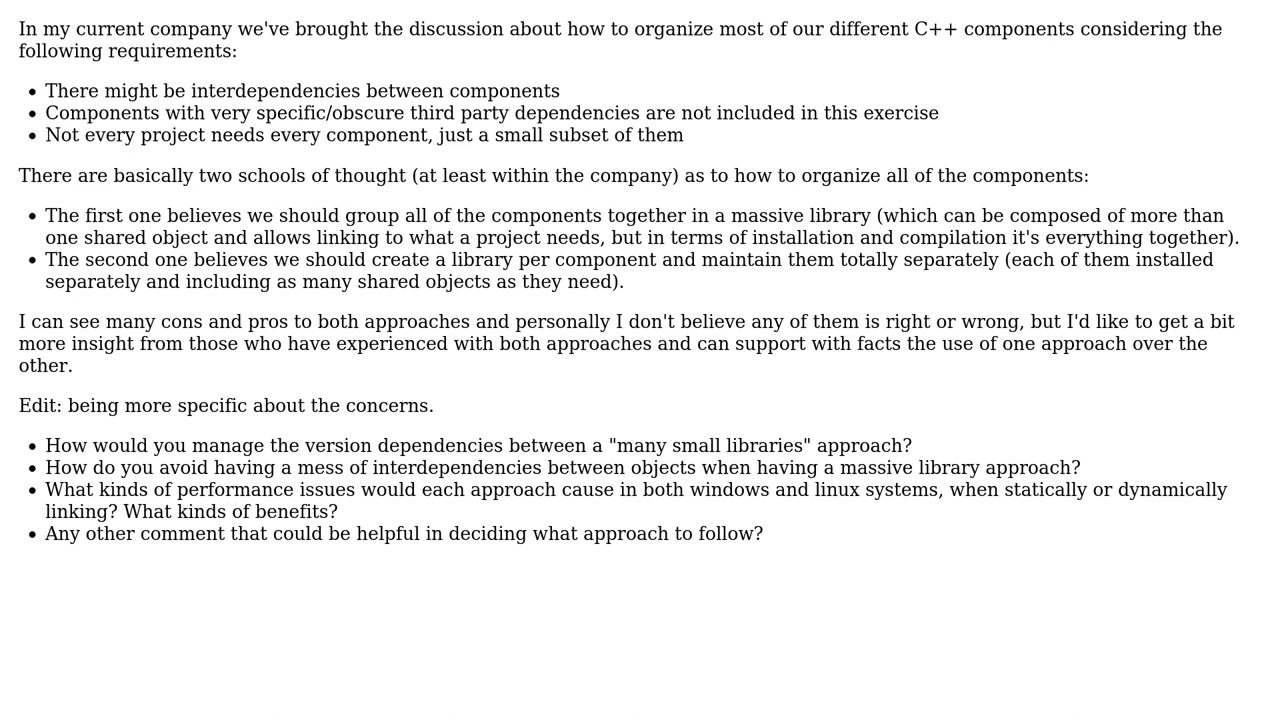 In my current company we've brought the discussion about how to organize most of our different C++ components considering the
following requirements:
• There might be interdependencies between components
• Components with very specific/obscure third party dependencies are not included in this exercise
• Not every project needs every component, just a small subset of them
There are basically two schools of thought (at least within the company) as to how to organize all of the components:
• The first one believes we should group all of the components together in a massive library (which can be composed of more than
one shared object and allows linking to what a project needs, but in terms of installation and compilation it's everything together).
• The second one believes we should create a library per component and maintain them totally separately (each of them installed
separately and including as many shared objects as they need).
I can see many cons and pros to both approaches and personally I don't believe any of them is right or wrong, but I'd like to get a bit
more insight from those who have experienced with both approaches and can support with facts the use of one approach over the
other.
Edit: being more specific about the concerns.
• How would you manage the version dependencies between a "many small libraries" approach?
• How do you avoid having a mess of interdependencies between objects when having a massive library approach?
• What kinds of performance issues would each approach cause in both windows and linux systems, when statically or dynamically
linking? What kinds of benefits?
• Any other comment that could be helpful in deciding what approach to follow?